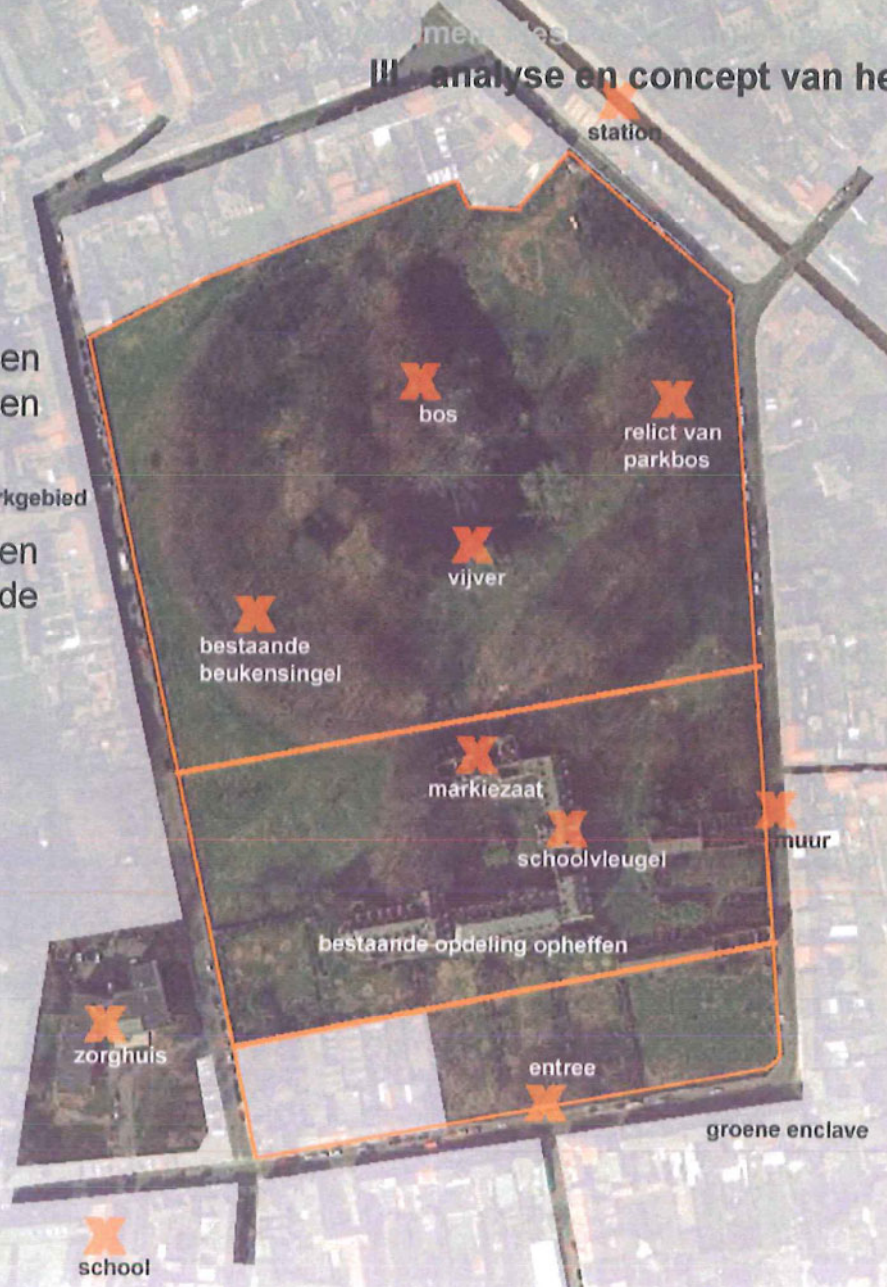 III analyse en concept van he
station
en
en
bos
relict van
parkbos
rkgebied
en
de
vijver
bestaande
beukensingel
markiezaat
schoolvleugel
muur
bestaande opdeling opheffen
zorghuis
entree
groene enclave
school